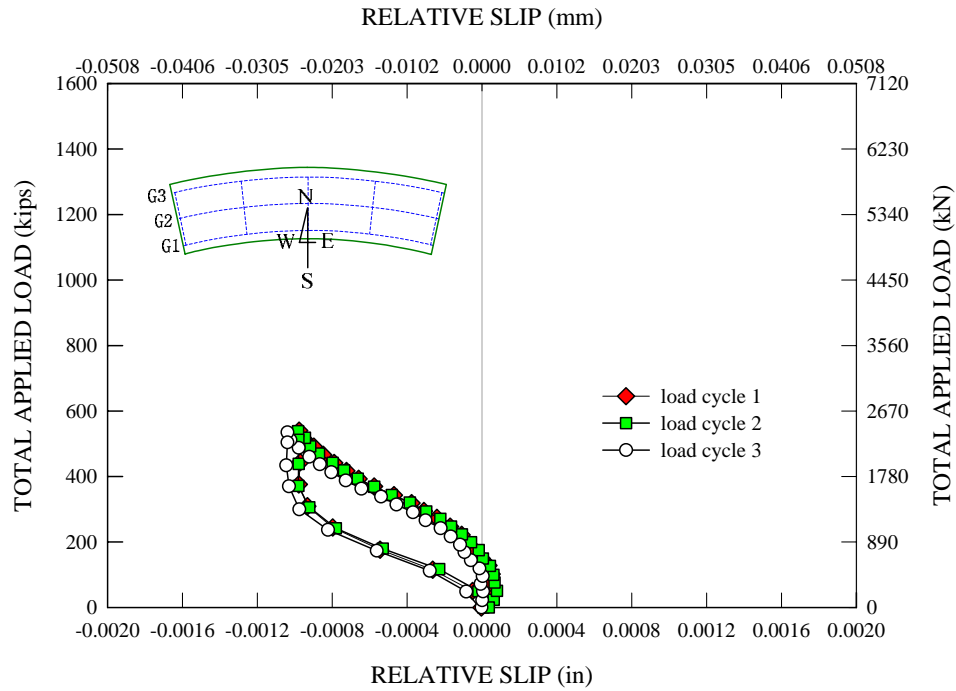 RELATIVE SLIP (mm)
-0.0508 -0.0406 -0.0305 -0.0203 -0.0102 0.0000 0.0102 0.0203 0.0305 0.0406 0.0508
1600 7120
1400 6230
1200 5340
1000 4450
800 3560
600 2670
400 1780
200 890
0 0
TOTAL APPLIED LOAD (kips)
TOTAL APPLIED LOAD (kN)
G3
G2
G1
N
W E
S
load cycle 1
load cycle 2
load cycle 3
-0.0020 -0.0016 -0.0012 -0.0008 -0.0004 0.0000 0.0004 0.0008 0.0012 0.0016 0.0020
RELATIVE SLIP (in)